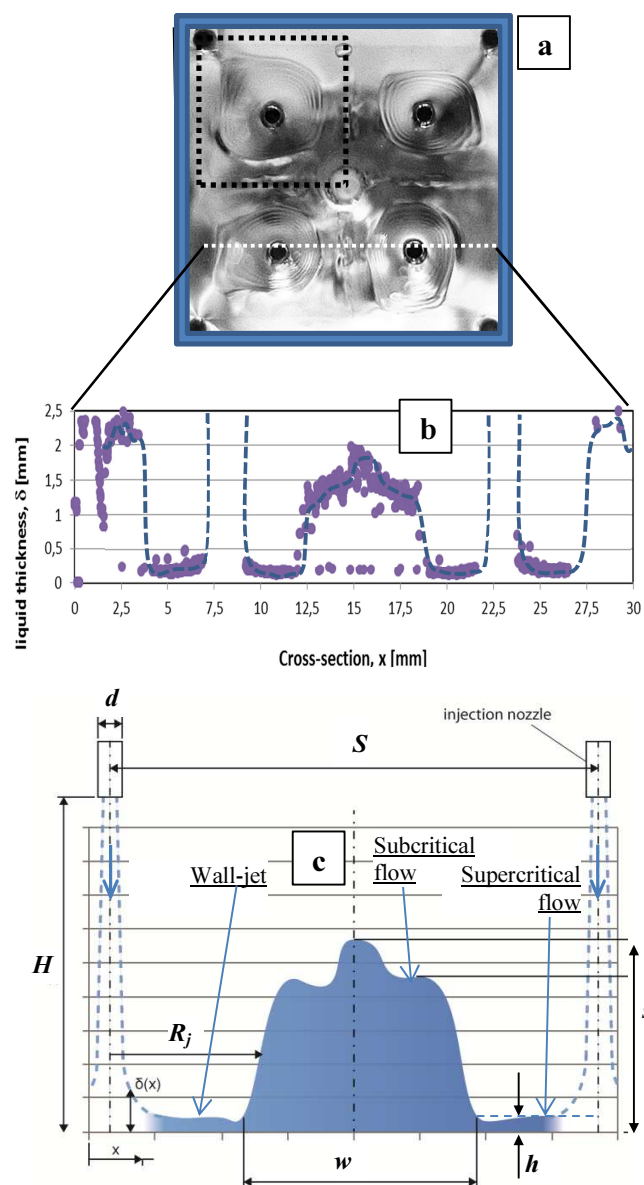 a
b
2,5
2
1,5
1
0,5
0
0 2,5 5 7,5 10 12,5 15 17,5 20 22,5 25 27,5 30
liquid thickness, δ [mm]
Cross-section, x [mm]
d
injection nozzle
S
c
Subcritical
flow
Wall-jet
Supercritical
flow
H
R_j
δ(x)
x
w
h